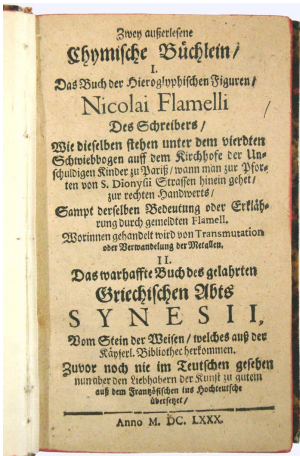 Zwey außerlesene
Chymische Büchlein/
I.
Das Buch der Hieroglyphischen Figuren/
Nicolai Flamelli
Des Schreibers/
Wie dieselben stehen unter dem vierdten
Schwiebbogen auff dem Kirchhofe der Un-
schuldigen Kinder zu Pariß/ wann man zur Pfor-
ten von S. Dionysii Strassen hinein gehet/
zur rechten Handwerts/
Sampt derselben Bedeutung oder Erkläh-
rung durch gemeldten Flamell.
Worinnen gehandelt wird von Transmutation
oder Verwandelung der Metallen.
II.
Das warhaffte Buch des gelahrten
Griechischen Abts
SYNESII,
Vom Stein der Weisen/ welches auß der
Käyserl. Bibliothec herkommen.
Zuvor noch nie im Teutschen gesehen
nun aber den Liebhabern der Kunst zu gutem
auß dem Frantzößischen ins Hochteutsche
übersetzet/
Anno M. DC. LXXX.